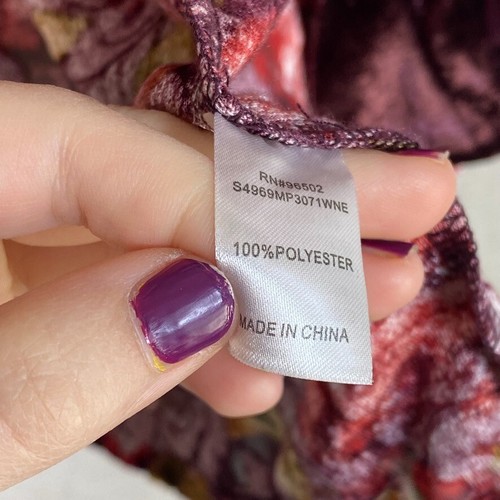 RN#96502
S4969MP3071WNE
100%POLYESTER
MADE IN CHINA